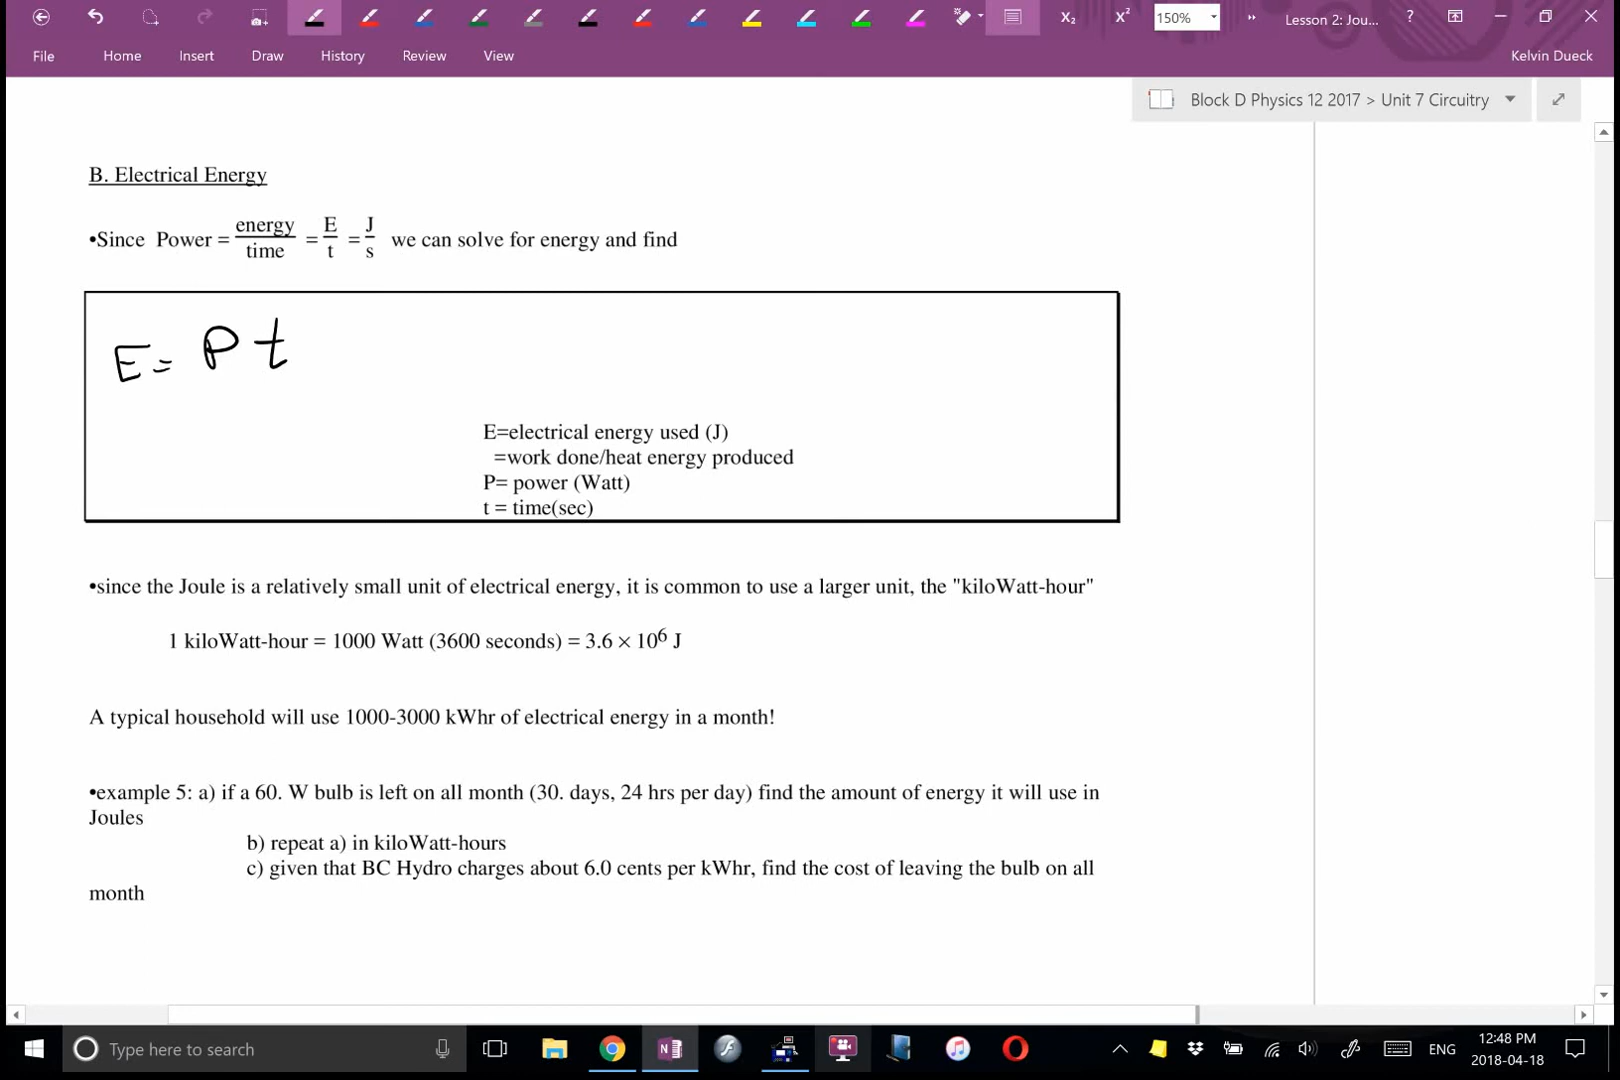 150%
Lesson 2: Jou...
?
File Home Insert Draw History Review View
Kelvin Dueck
Block D Physics 12 2017 > Unit 7 Circuitry
B. Electrical Energy
•Since Power = energy/time = E/t = J/s we can solve for energy and find
E = P t
E=electrical energy used (J)
=work done/heat energy produced
P= power (Watt)
t = time(sec)
•since the Joule is a relatively small unit of electrical energy, it is common to use a larger unit, the "kiloWatt-hour"
1 kiloWatt-hour = 1000 Watt (3600 seconds) = 3.6 × 10⁶ J
A typical household will use 1000-3000 kWhr of electrical energy in a month!
•example 5: a) if a 60. W bulb is left on all month (30. days, 24 hrs per day) find the amount of energy it will use in
Joules
b) repeat a) in kiloWatt-hours
c) given that BC Hydro charges about 6.0 cents per kWhr, find the cost of leaving the bulb on all
month
Type here to search
ENG
12:48 PM
2018-04-18